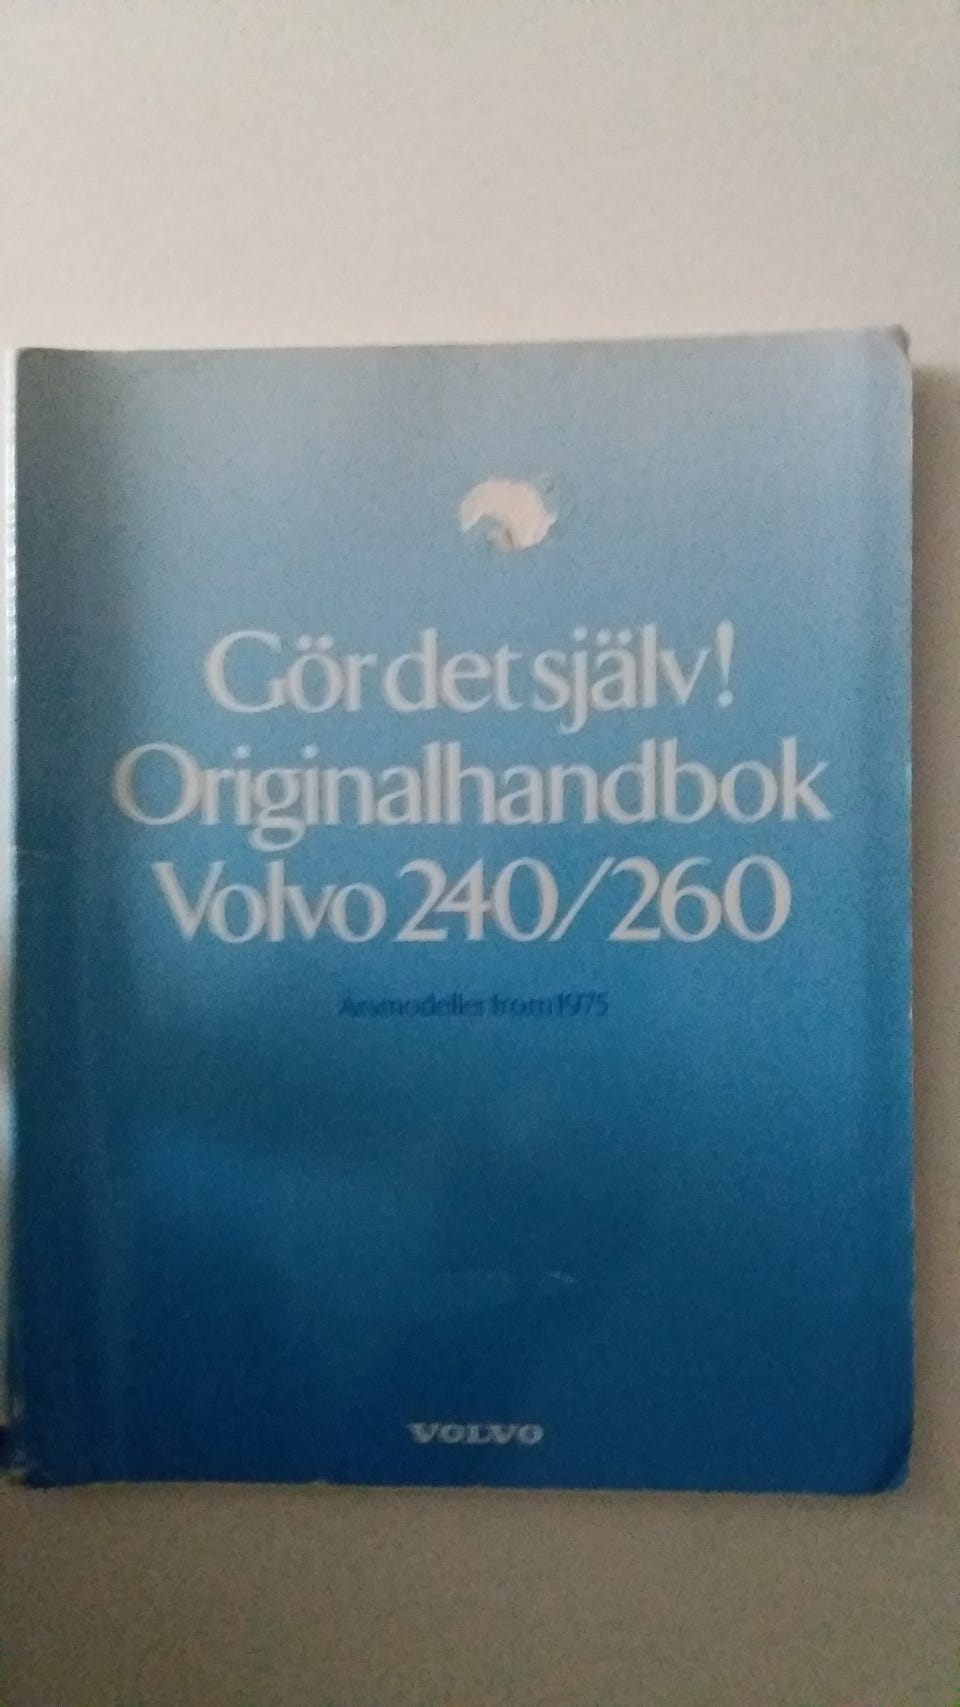 Gör det själv!
Originalhandbok
Volvo 240/260
Årsmodeller from 1975
VOLVO